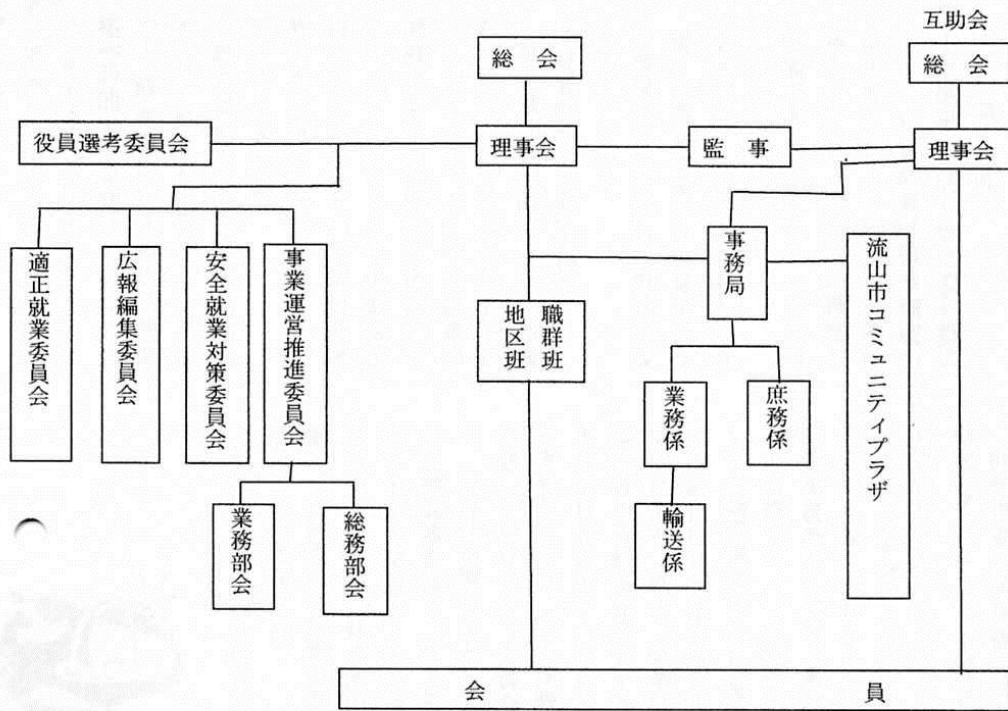 互助会
総 会
総 会
役員選考委員会
理事会
監 事
理事会
適正就業委員会
広報編集委員会
安全就業対策委員会
事業運営推進委員会
職群班
地区班
事務局
流山市コミュニティプラザ
業務係
庶務係
業務部会
総務部会
輸送係
会 員